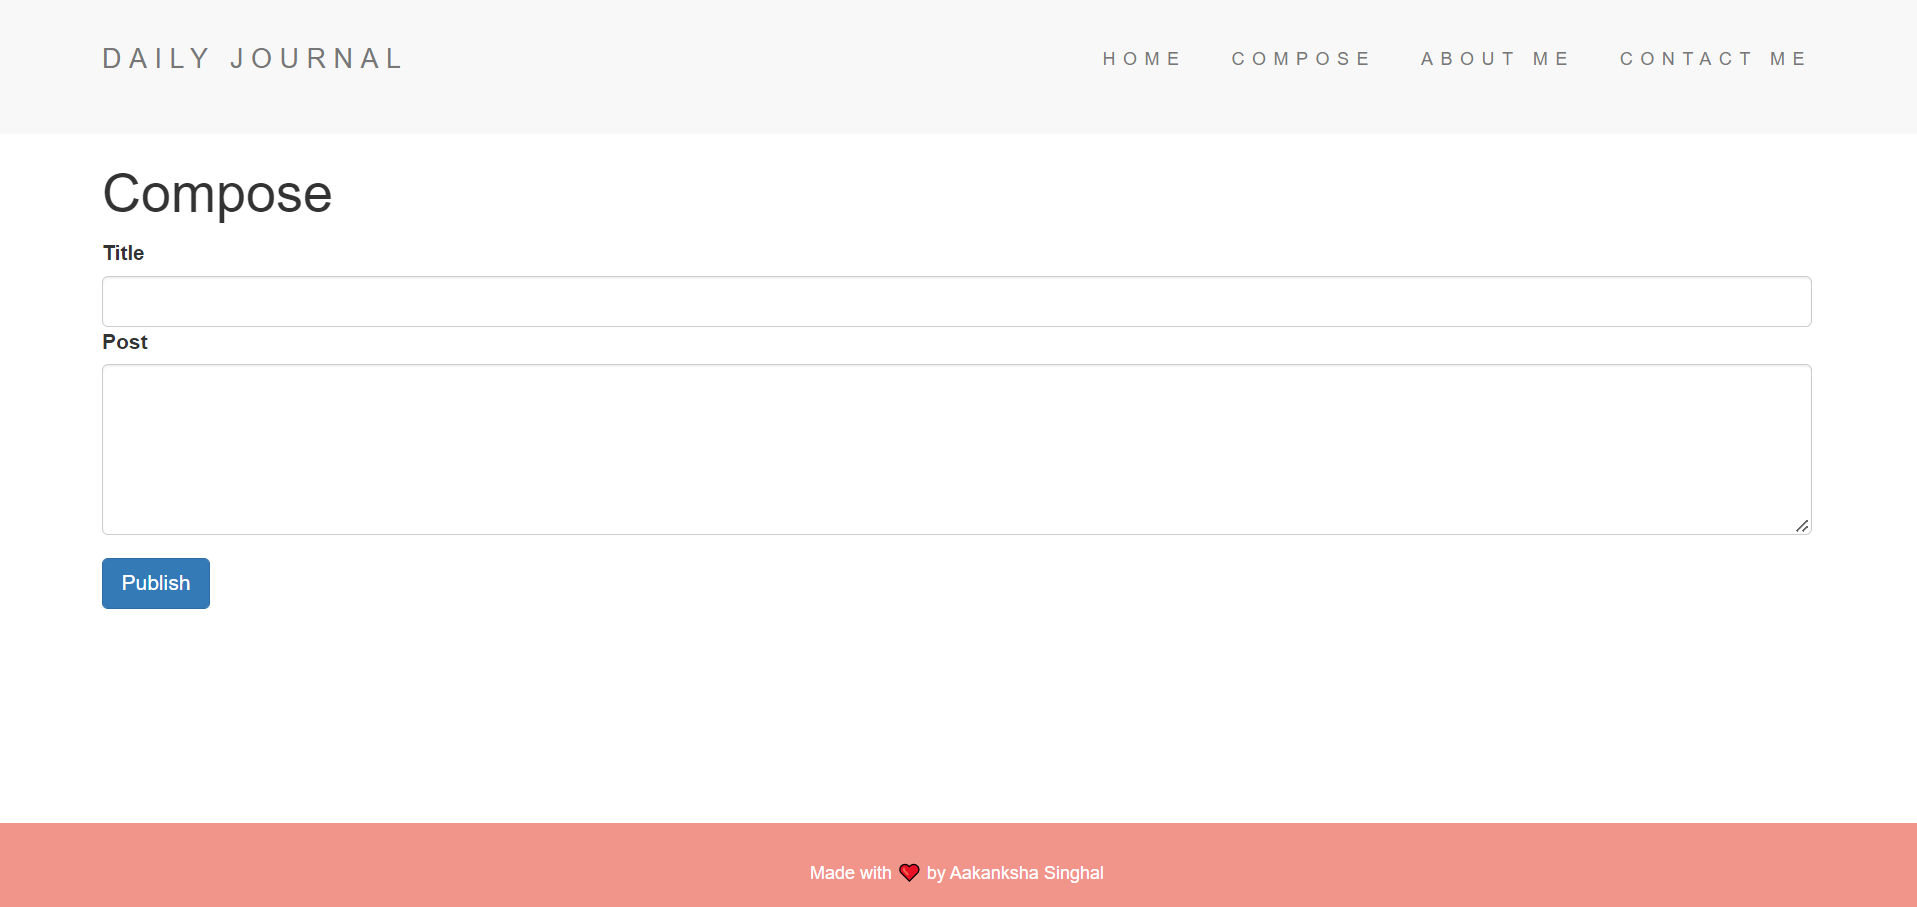 DAILY JOURNAL
HOME COMPOSE ABOUT ME CONTACT ME
Compose
Title
Post
Publish
Made with ❤ by Aakanksha Singhal